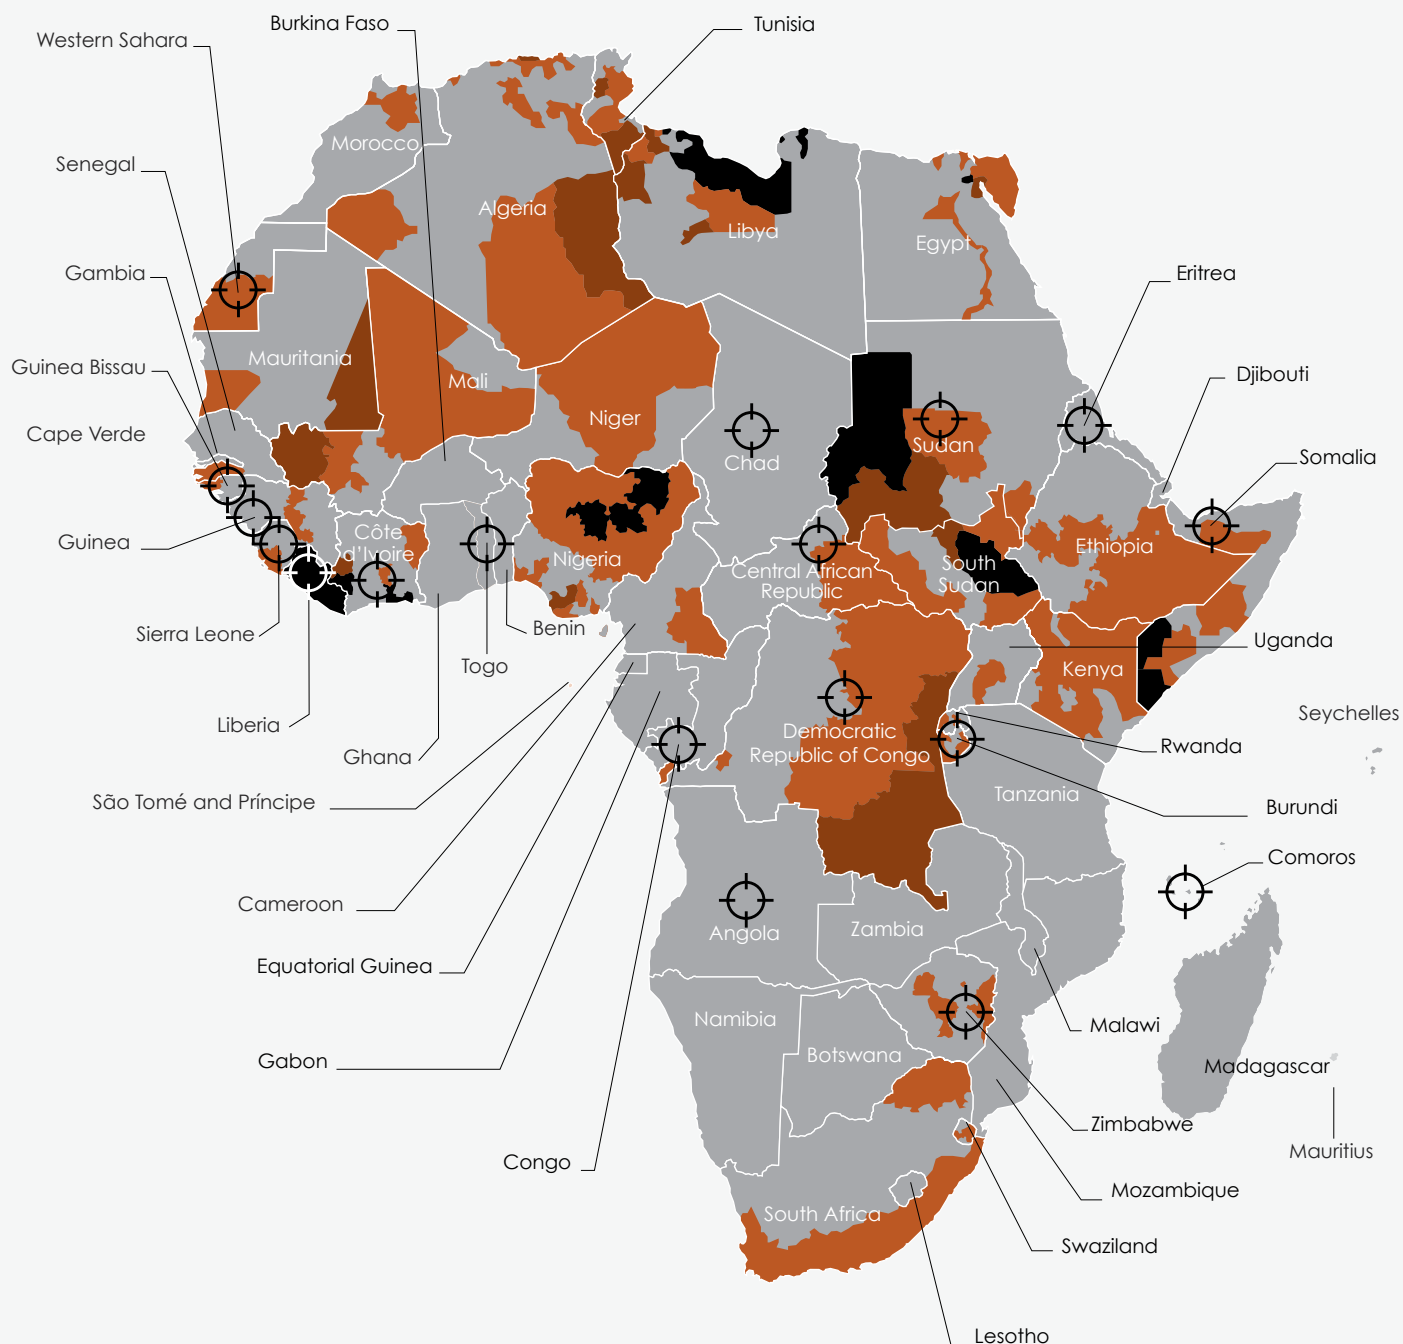 Burkina Faso
Tunisia
Western Sahara
Morocco
Senegal
Algeria
Libya
Egypt
Gambia
Eritrea
Mauritania
Guinea Bissau
Mali
Djibouti
Niger
Cape Verde
Sudan
Chad
Somalia
Côte
d'Ivoire
Guinea
Nigeria
Ethiopia
Central African
Republic
South
Sudan
Benin
Sierra Leone
Uganda
Togo
Kenya
Liberia
Seychelles
Democratic
Republic of Congo
Rwanda
Ghana
Tanzania
São Tomé and Príncipe
Burundi
Comoros
Cameroon
Zambia
Angola
Equatorial Guinea
Namibia
Malawi
Botswana
Gabon
Madagascar
Zimbabwe
Mauritius
Congo
Mozambique
South Africa
Swaziland
Lesotho